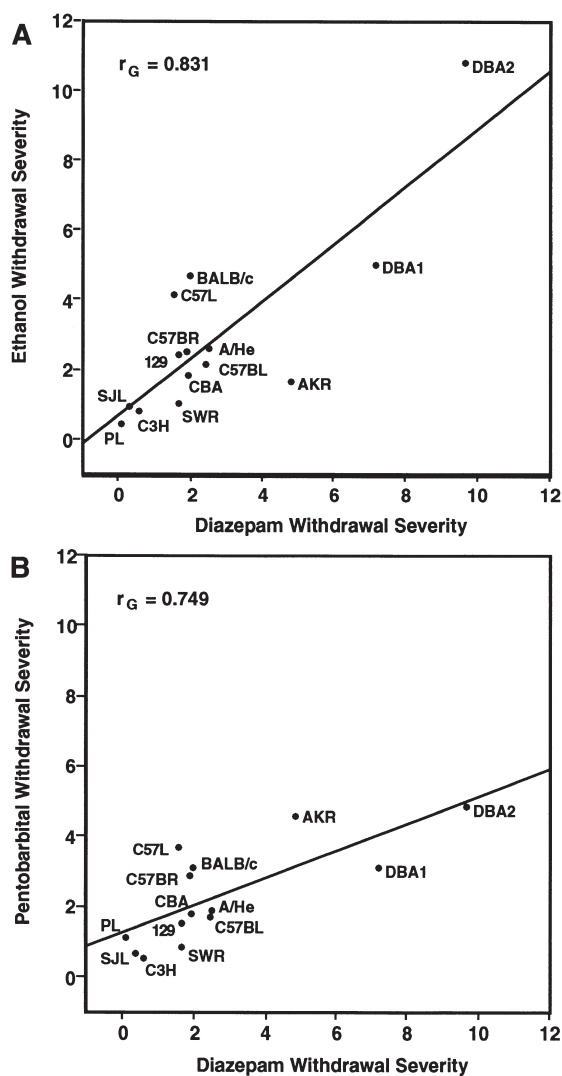 A
12
r G = 0.831
DBA2
10
8
6
DBA1
BALB/c
C57L
4
C57BR
A/He
129
C57BL
2
CBA
AKR
SJL
SWR
C3H
PL
0
0 2 4 6 8 10 12
Ethanol Withdrawal Severity
Diazepam Withdrawal Severity
B
12
r G = 0.749
10
8
6
AKR
DBA2
4
C57L
BALB/c
DBA1
C57BR
CBA
A/He
2
PL
129
C57BL
SJL
SWR
C3H
0
0 2 4 6 8 10 12
Pentobarbital Withdrawal Severity
Diazepam Withdrawal Severity